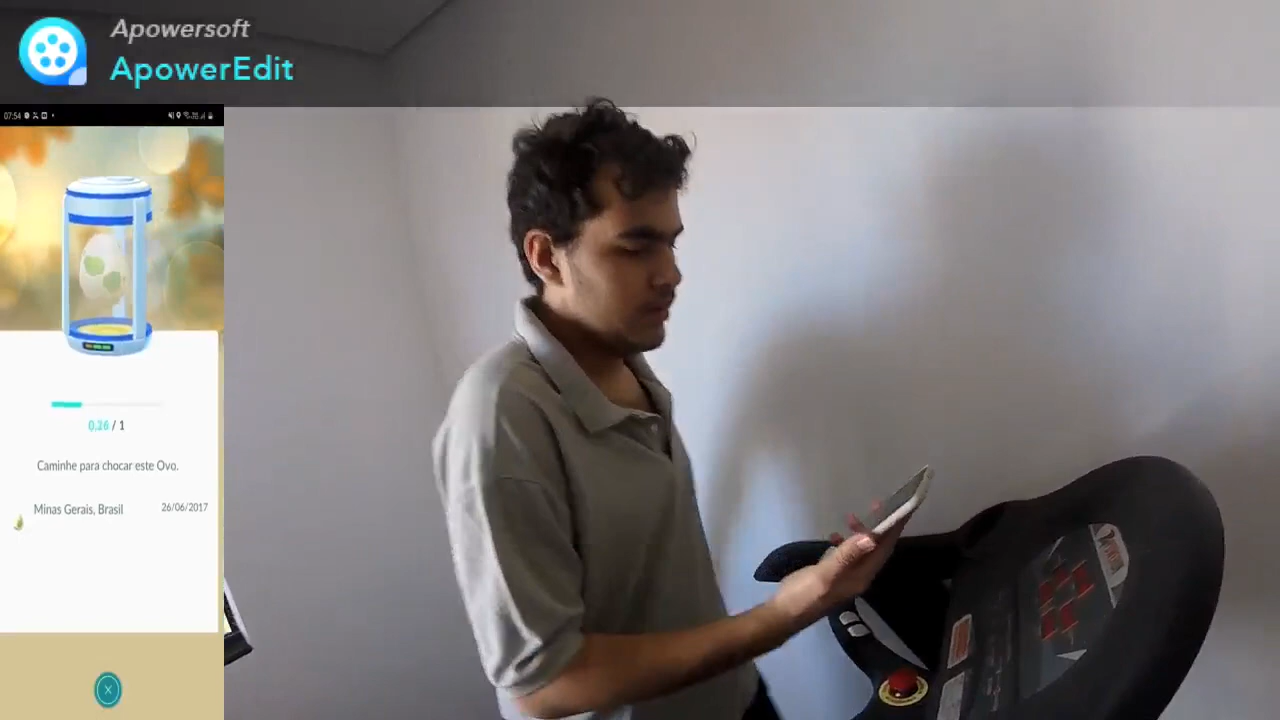 Apowersoft
ApowerEdit
07:54
0,26 / 1
Caminhe para chocar este Ovo.
Minas Gerais, Brasil
26/06/2017